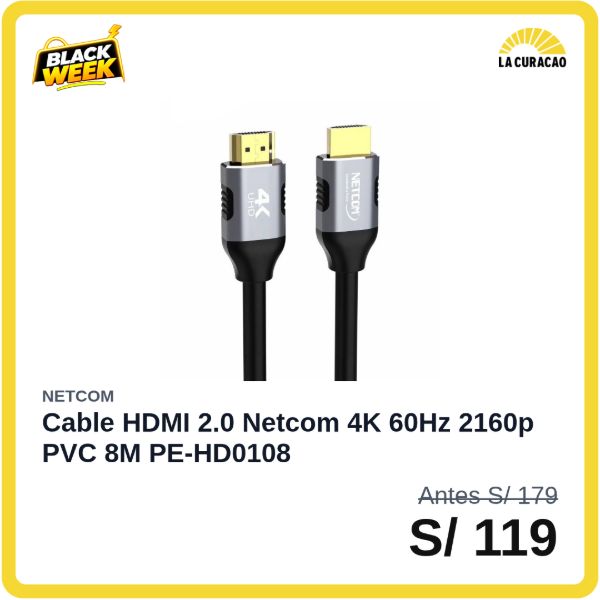 BLACK
WEEK
LA CURACAO
4K
UHD
NETCOM
NETCOM
Cable HDMI 2.0 Netcom 4K 60Hz 2160p
PVC 8M PE-HD0108
Antes S/ 179
S/ 119